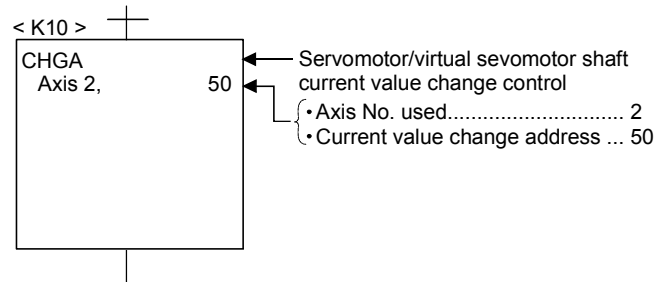 < K10 >
CHGA
Axis 2, 50
Servomotor/virtual sevomotor shaft
current value change control
•Axis No. used.............................. 2
•Current value change address ... 50